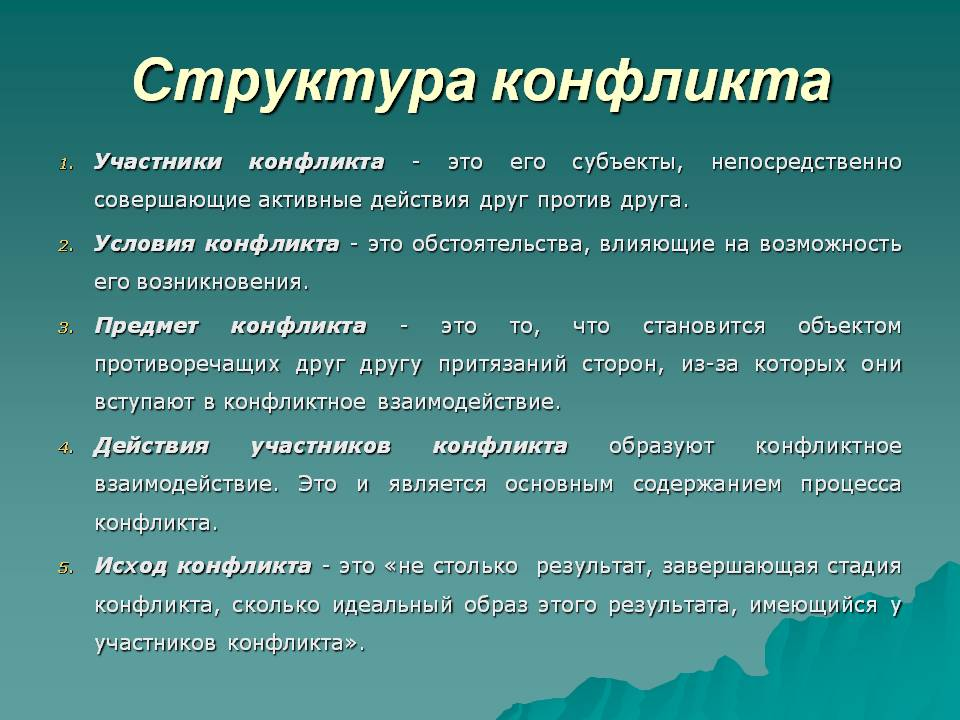 Структура конфликта
1. Участники конфликта - это его субъекты, непосредственно
совершающие активные действия друг против друга.
2. Условия конфликта - это обстоятельства, влияющие на возможность
его возникновения.
3. Предмет конфликта - это то, что становится объектом
противоречащих друг другу притязаний сторон, из-за которых они
вступают в конфликтное взаимодействие.
4. Действия участников конфликта образуют конфликтное
взаимодействие. Это и является основным содержанием процесса
конфликта.
5. Исход конфликта - это «не столько результат, завершающая стадия
конфликта, сколько идеальный образ этого результата, имеющийся у
участников конфликта».